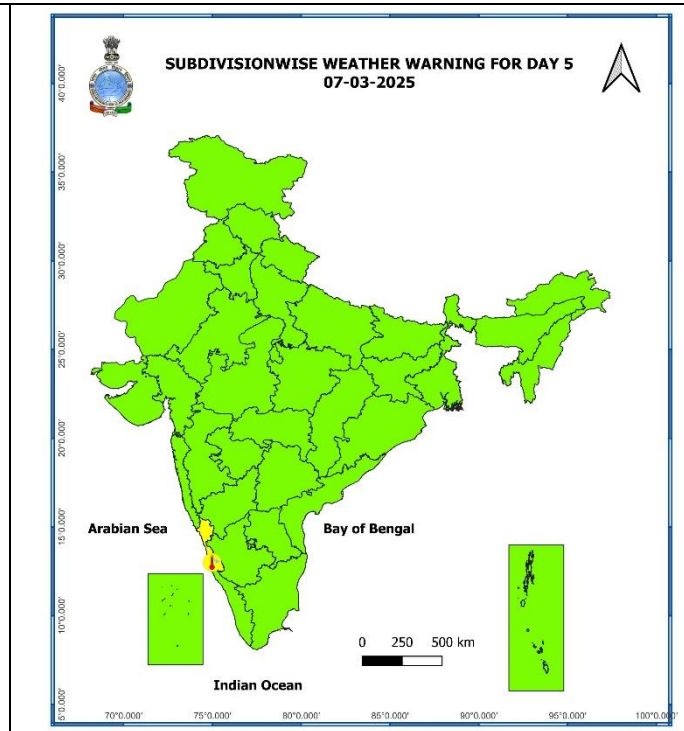 SUBDIVISIONWISE WEATHER WARNING FOR DAY 5
07-03-2025
40°0.000'
35°0.000'
30°0.000'
25°0.000'
20°0.000'
15°0.000'
10°0.000'
5°0.000'
Arabian Sea
Bay of Bengal
0 250 500 km
Indian Ocean
70°0.000' 75°0.000' 80°0.000' 85°0.000' 90°0.000' 95°0.000' 100°0.000'